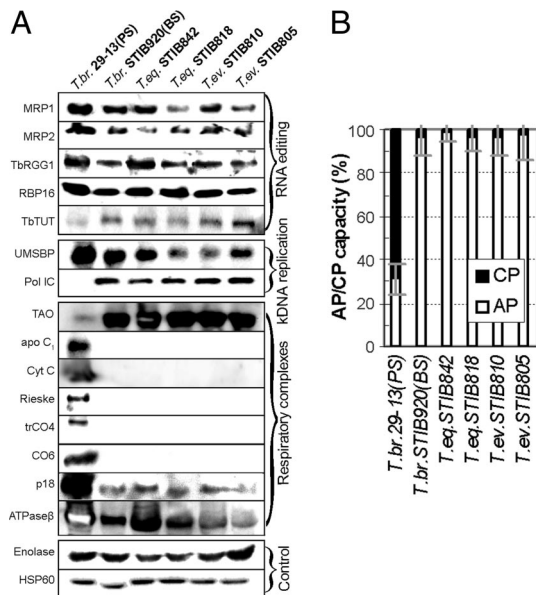 A
T.br. 29-13(PS)
T.br. STIB920(BS)
T.eq. STIB842
T.eq. STIB818
T.ev. STIB810
T.ev. STIB805
MRP1
MRP2
TbRGG1
RBP16
TbTUT
RNA editing
UMSBP
Pol IC
kDNA replication
TAO
apo C1
Cyt C
Rieske
trCO4
CO6
p18
ATPaseβ
Respiratory complexes
Enolase
HSP60
Control
B
AP/CP capacity (%)
100
80
60
40
20
0
CP
AP
T.br.29-13(PS)
T.br.STIB920(BS)
T.eq.STIB842
T.eq.STIB818
T.ev.STIB810
T.ev.STIB805